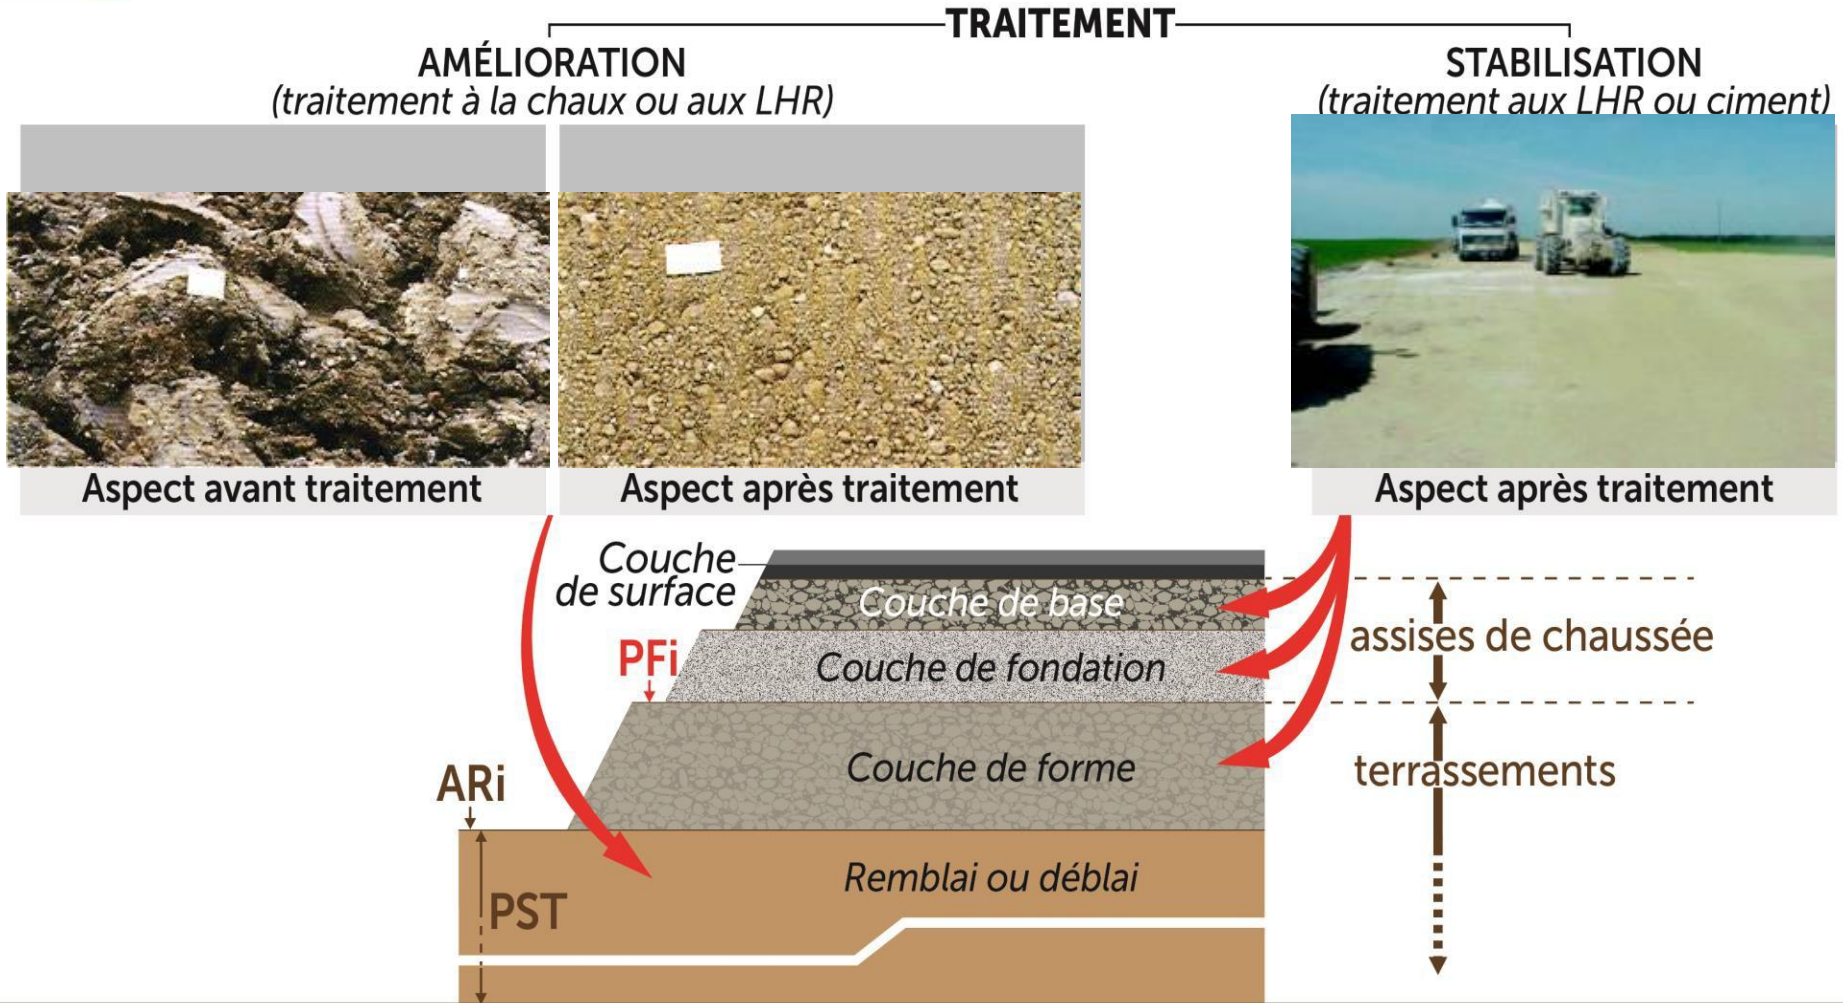 TRAITEMENT
AMÉLIORATION
(traitement à la chaux ou aux LHR)
STABILISATION
(traitement aux LHR ou ciment)
Aspect avant traitement
Aspect après traitement
Aspect après traitement
Couche
de surface
Couche de base
assises de chaussée
PFi
Couche de fondation
Couche de forme
terrassements
ARi
Remblai ou déblai
PST